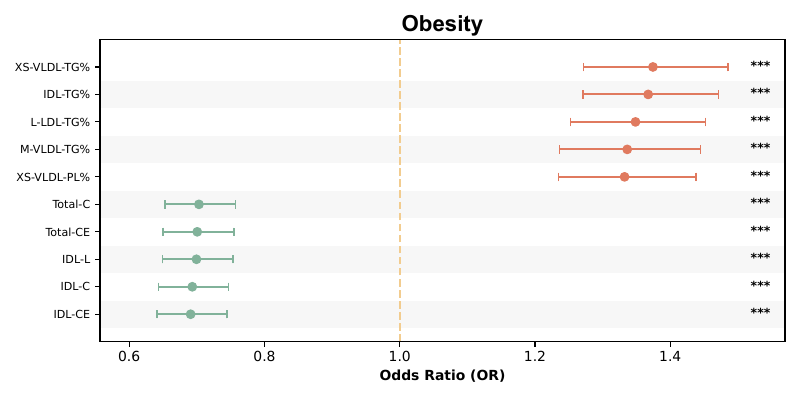 Obesity
XS-VLDL-TG% ***
IDL-TG% ***
L-LDL-TG% ***
M-VLDL-TG% ***
XS-VLDL-PL% ***
Total-C ***
Total-CE ***
IDL-L ***
IDL-C ***
IDL-CE ***
0.6 0.8 1.0 1.2 1.4
Odds Ratio (OR)